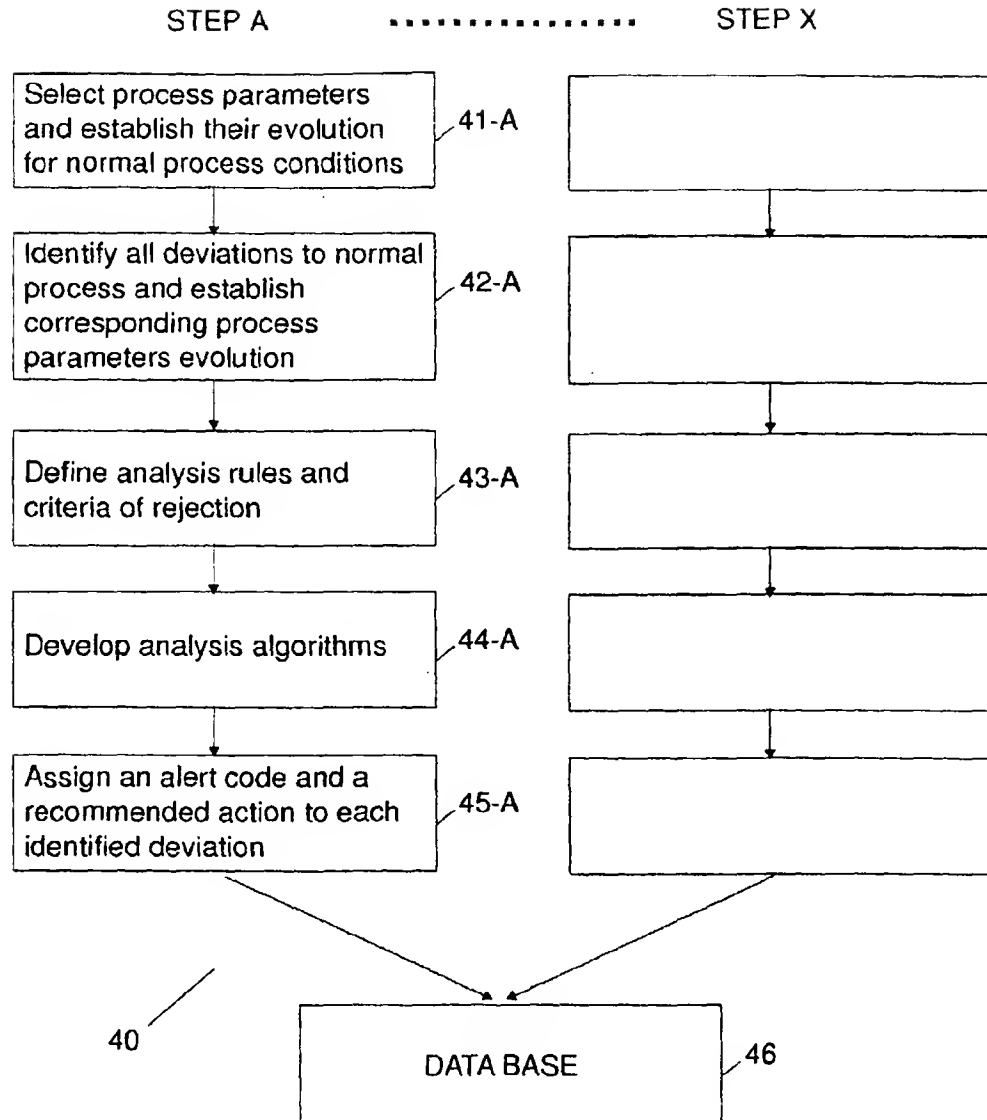 STEP A
STEP X
Select process parameters
and establish their evolution
for normal process conditions
41-A
Identify all deviations to normal
process and establish
corresponding process
parameters evolution
42-A
Define analysis rules and
criteria of rejection
43-A
Develop analysis algorithms
44-A
Assign an alert code and a
recommended action to each
identified deviation
45-A
40
DATA BASE
46